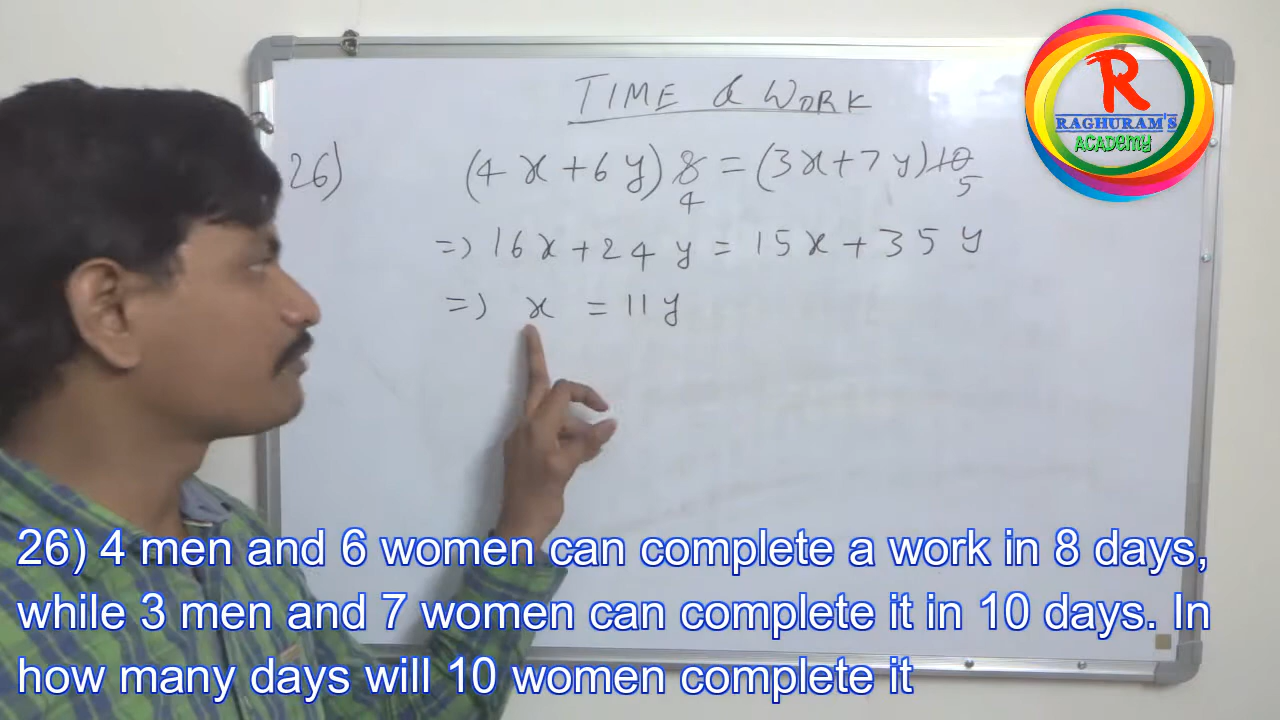 TIME & WORK
R
RAGHURAM'S
ACADEMY
26) (4x+6y) 8 = (3x+7y) 10
4 5
=> 16x + 24y = 15x + 35y
=> x = 11y
26) 4 men and 6 women can complete a work in 8 days,
while 3 men and 7 women can complete it in 10 days. In
how many days will 10 women complete it